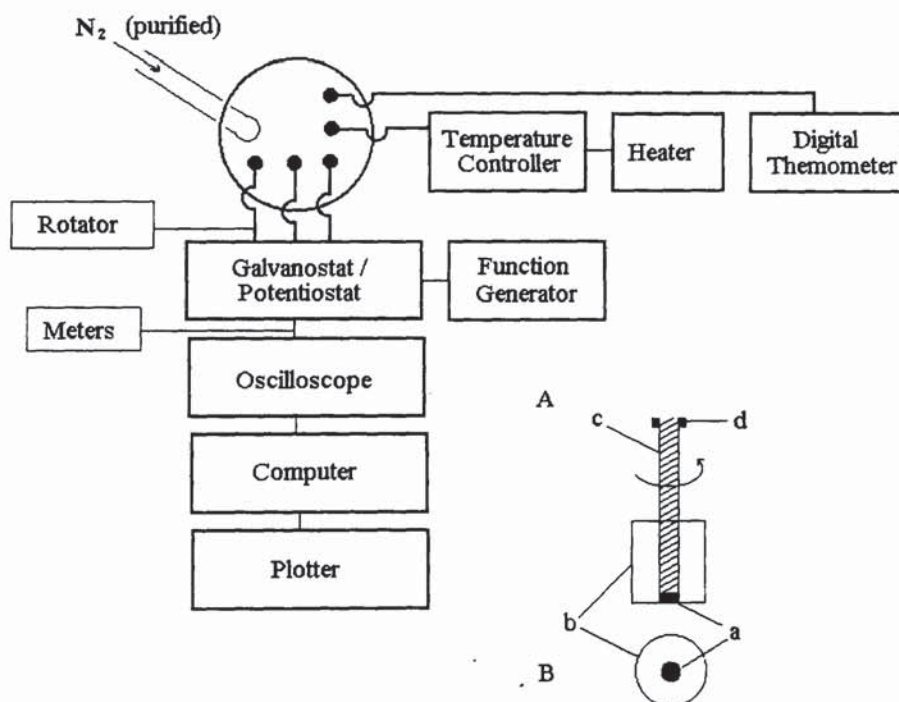 N₂ (purified)
Temperature
Controller
Heater
Digital
Themometer
Rotator
Galvanostat /
Potentiostat
Function
Generator
Meters
Oscilloscope
Computer
Plotter
A
c
d
b
a
B